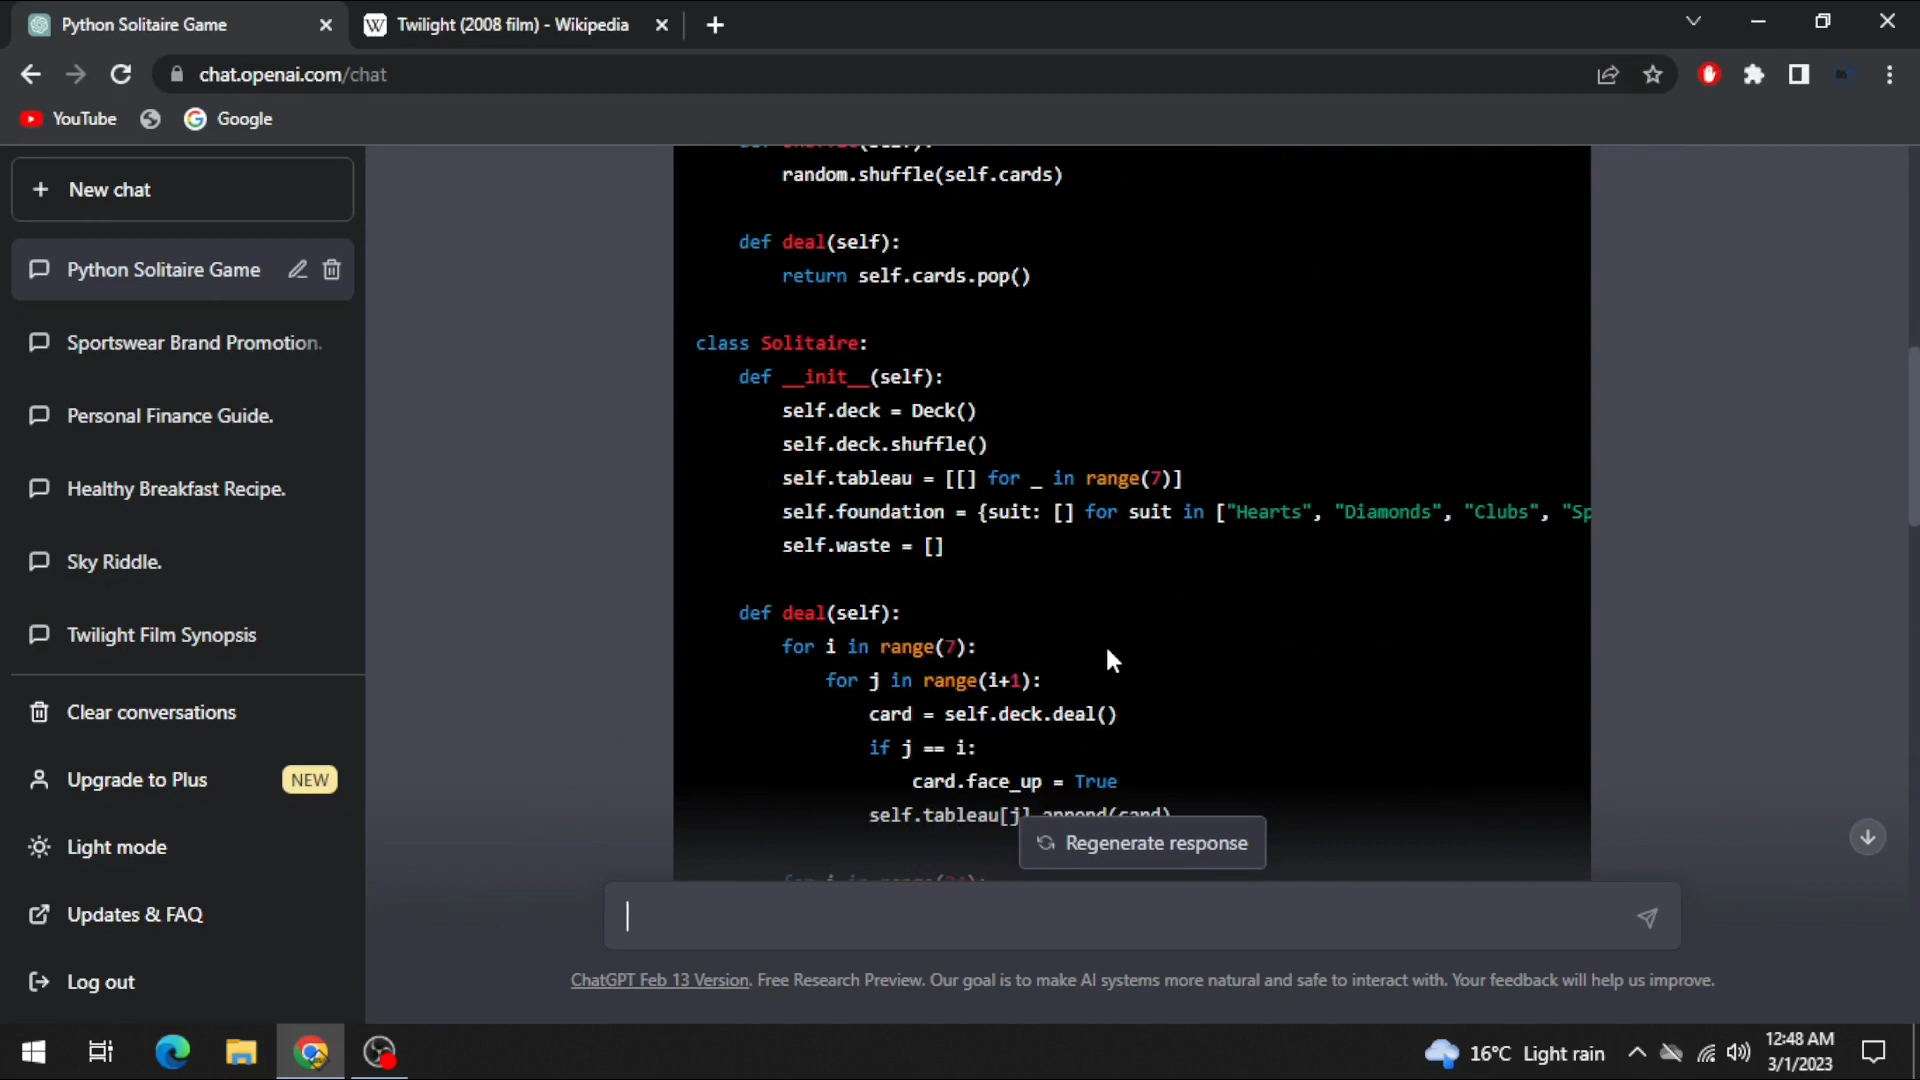 Python Solitaire Game
Twilight (2008 film) - Wikipedia
chat.openai.com/chat
YouTube
Google
New chat
Python Solitaire Game
Sportswear Brand Promotion.
Personal Finance Guide.
Healthy Breakfast Recipe.
Sky Riddle.
Twilight Film Synopsis
Clear conversations
Upgrade to Plus NEW
Light mode
Updates & FAQ
Log out
random.shuffle(self.cards)
def deal(self):
return self.cards.pop()
class Solitaire:
def __init__(self):
self.deck = Deck()
self.deck.shuffle()
self.tableau = [[] for _ in range(7)]
self.foundation = {suit: [] for suit in ["Hearts", "Diamonds", "Clubs", "Sp
self.waste = []
def deal(self):
for i in range(7):
for j in range(i+1):
card = self.deck.deal()
if j == i:
card.face_up = True
self.tableau[j].append(card)
Regenerate response
ChatGPT Feb 13 Version. Free Research Preview. Our goal is to make AI systems more natural and safe to interact with. Your feedback will help us improve.
16°C Light rain
12:48 AM
3/1/2023